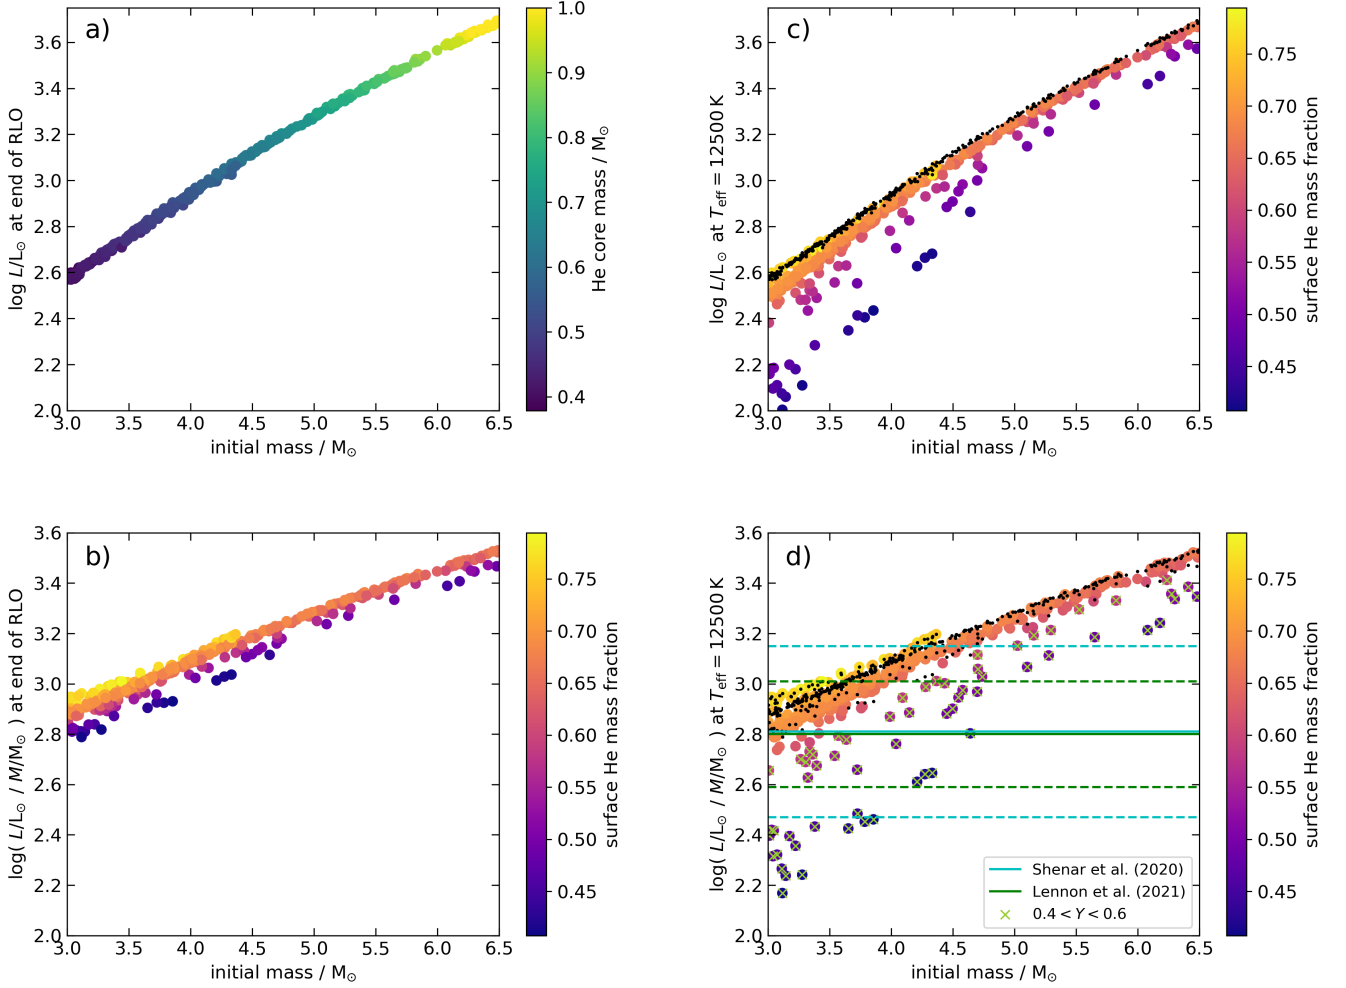 a)
log L/L⊙ at end of RLO
3.6
3.4
3.2
3.0
2.8
2.6
2.4
2.2
2.0
3.0 3.5 4.0 4.5 5.0 5.5 6.0 6.5
initial mass / M⊙
1.0
0.9
0.8
0.7
0.6
0.5
0.4
He core mass / M⊙
c)
log L/L⊙ at Teff = 12500 K
3.6
3.4
3.2
3.0
2.8
2.6
2.4
2.2
2.0
3.0 3.5 4.0 4.5 5.0 5.5 6.0 6.5
initial mass / M⊙
0.75
0.70
0.65
0.60
0.55
0.50
0.45
surface He mass fraction
b)
log( L/L⊙ / M/M⊙ ) at end of RLO
3.6
3.4
3.2
3.0
2.8
2.6
2.4
2.2
2.0
3.0 3.5 4.0 4.5 5.0 5.5 6.0 6.5
initial mass / M⊙
0.75
0.70
0.65
0.60
0.55
0.50
0.45
surface He mass fraction
d)
log( L/L⊙ / M/M⊙ ) at Teff = 12500 K
3.6
3.4
3.2
3.0
2.8
2.6
2.4
2.2
2.0
3.0 3.5 4.0 4.5 5.0 5.5 6.0 6.5
initial mass / M⊙
Shenar et al. (2020)
Lennon et al. (2021)
0.4 < Y < 0.6
0.75
0.70
0.65
0.60
0.55
0.50
0.45
surface He mass fraction